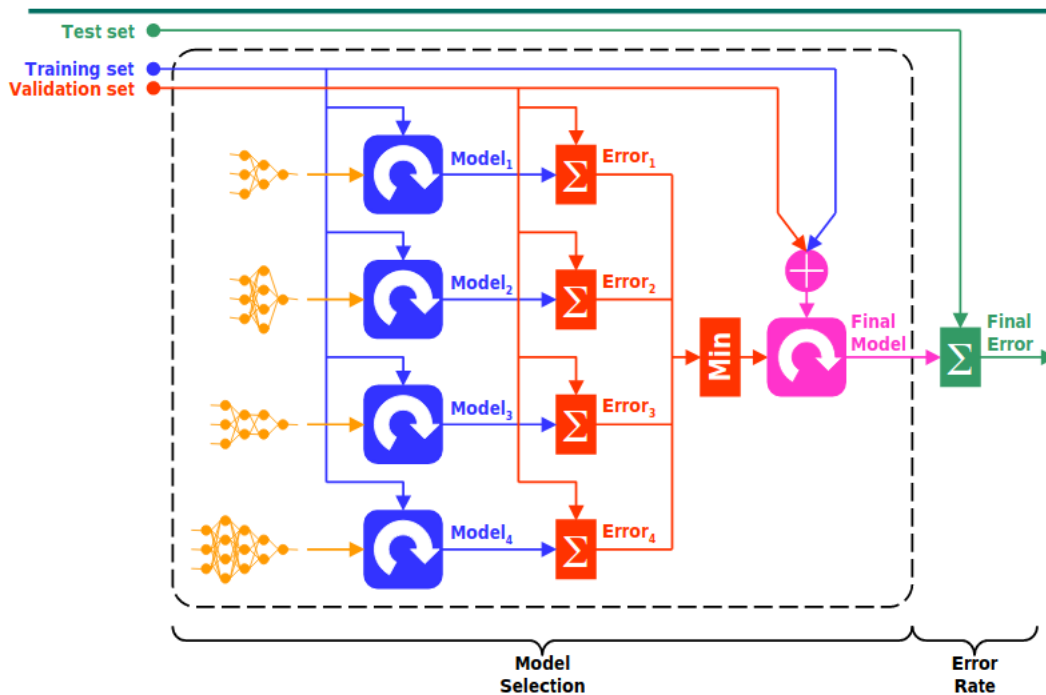 Test set
Training set
Validation set
Model1
Σ
Error1
Model2
Σ
Error2
Model3
Σ
Error3
Model4
Σ
Error4
Min
Final
Model
Σ
Final
Error
Model
Selection
Error
Rate